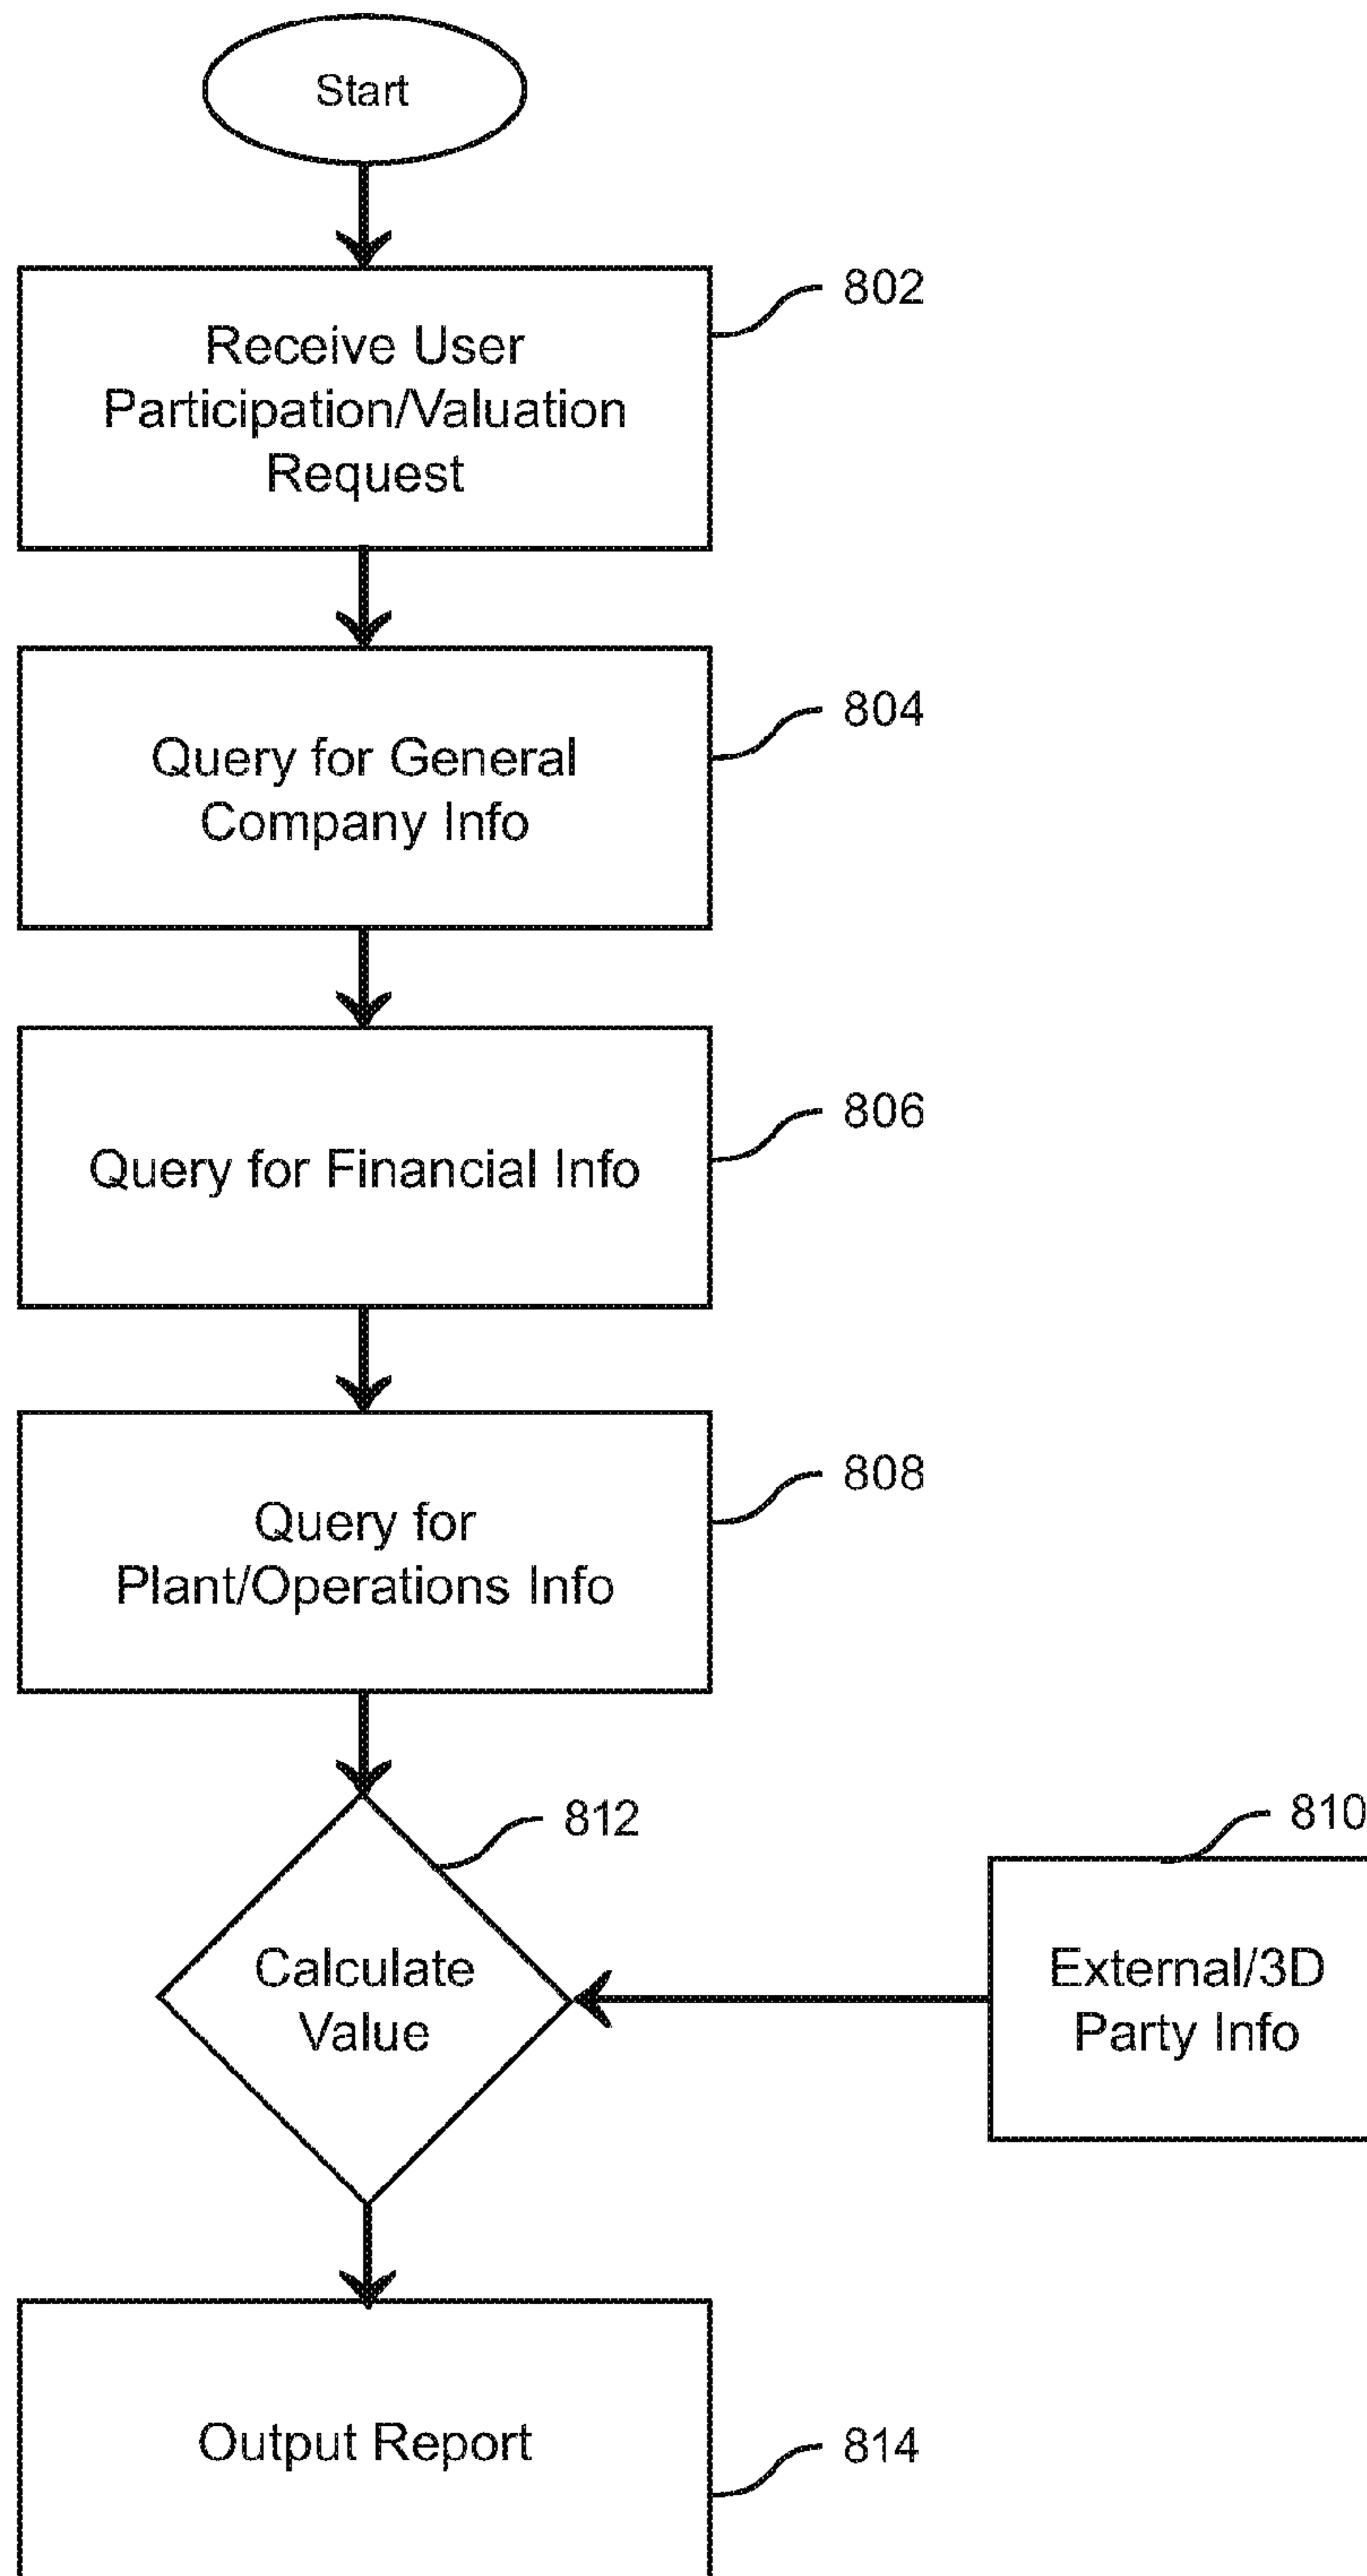 Start
802
Receive User
Participation/Valuation
Request
804
Query for General
Company Info
806
Query for Financial Info
808
Query for
Plant/Operations Info
812
810
Calculate
Value
External/3D
Party Info
Output Report
814